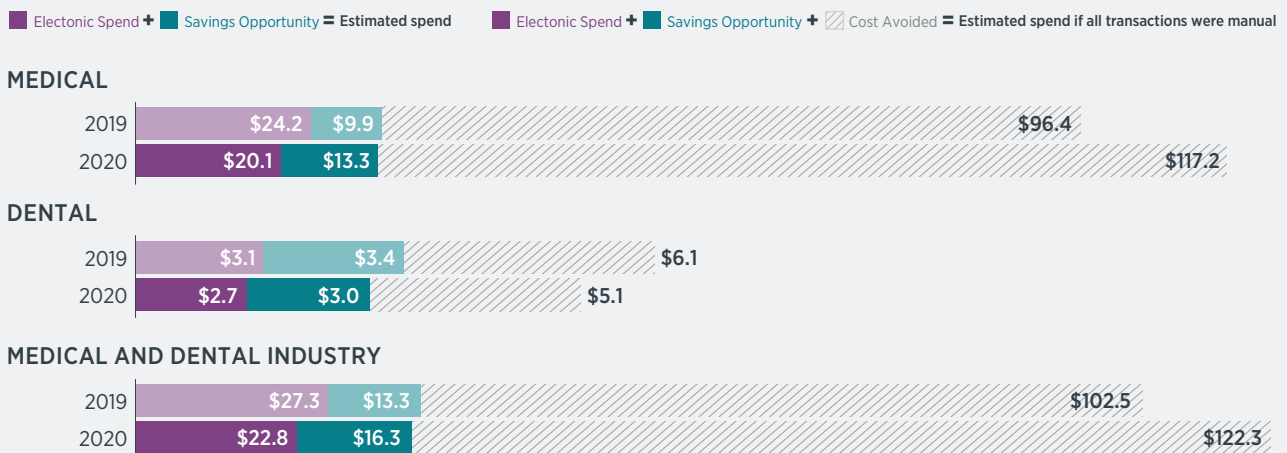 Electonic Spend + Savings Opportunity = Estimated spend
Electonic Spend + Savings Opportunity + Cost Avoided = Estimated spend if all transactions were manual
MEDICAL
2019 $24.2 $9.9 $96.4
2020 $20.1 $13.3 $117.2
DENTAL
2019 $3.1 $3.4 $6.1
2020 $2.7 $3.0 $5.1
MEDICAL AND DENTAL INDUSTRY
2019 $27.3 $13.3 $102.5
2020 $22.8 $16.3 $122.3